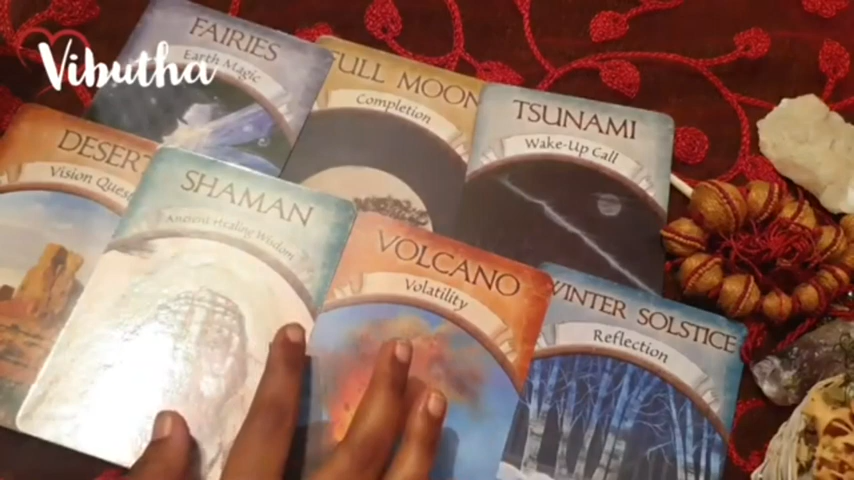 Vibutha
FAIRIES
Earth Magic
FULL MOON
Completion
TSUNAMI
Wake-Up Call
DESERT
Vision Quest
SHAMAN
Ancient Healing Wisdom
VOLCANO
Volatility
WINTER SOLSTICE
Reflection